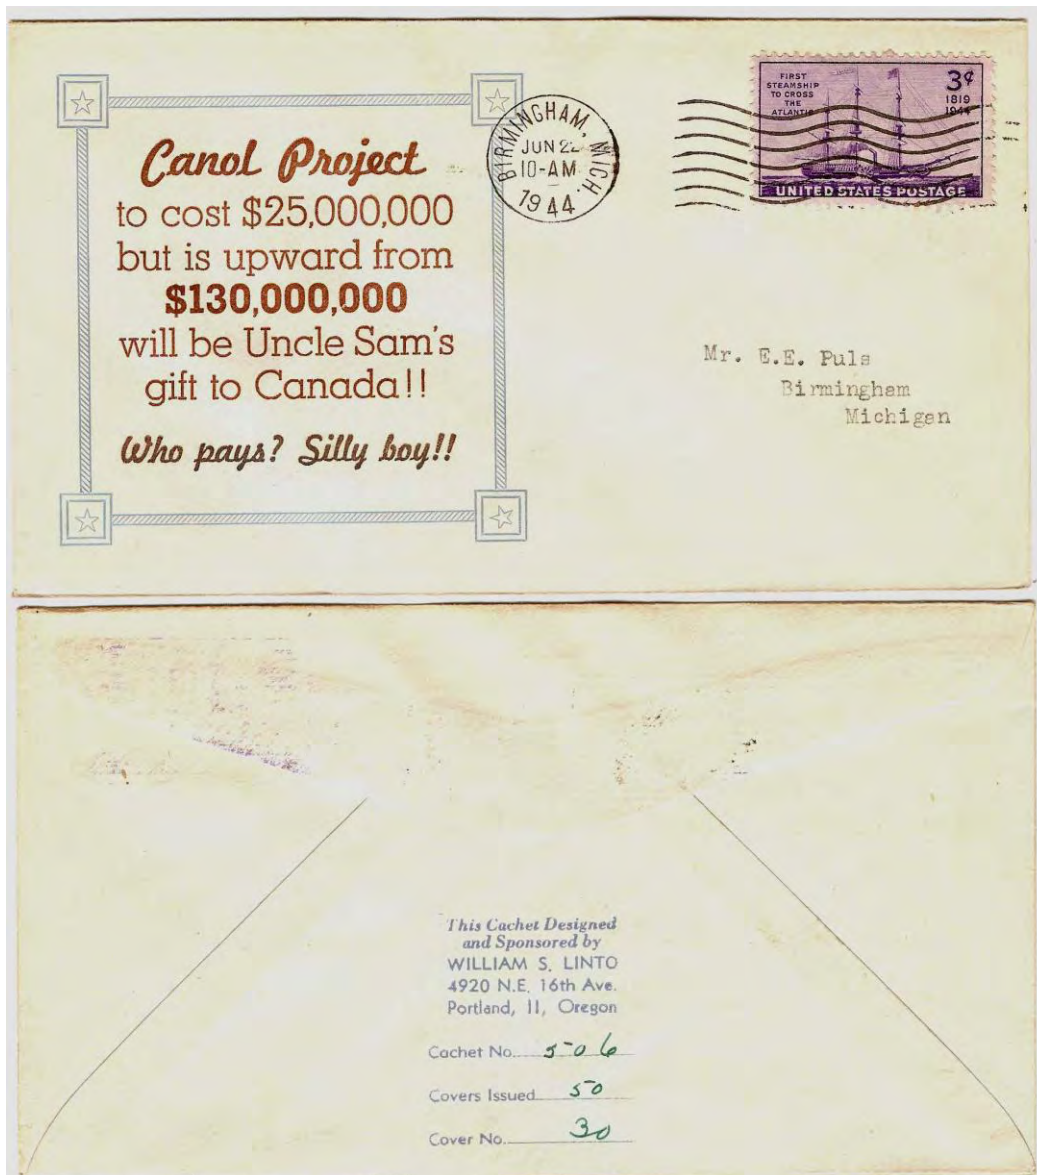 Canol Project
to cost $25,000,000
but is upward from
$130,000,000
will be Uncle Sam's
gift to Canada!!
Who pays? Silly boy!!
BIRMINGHAM, MICH.
JUN 22
10-AM
1944
FIRST
STEAMSHIP
TO CROSS
THE
ATLANTIC
3¢
1819
1944
UNITED STATES POSTAGE
Mr. E.E. Puls
Birmingham
Michigan
This Cachet Designed
and Sponsored by
WILLIAM S. LINTO
4920 N.E. 16th Ave.
Portland, 11, Oregon
Cachet No. 506
Covers Issued 50
Cover No. 30